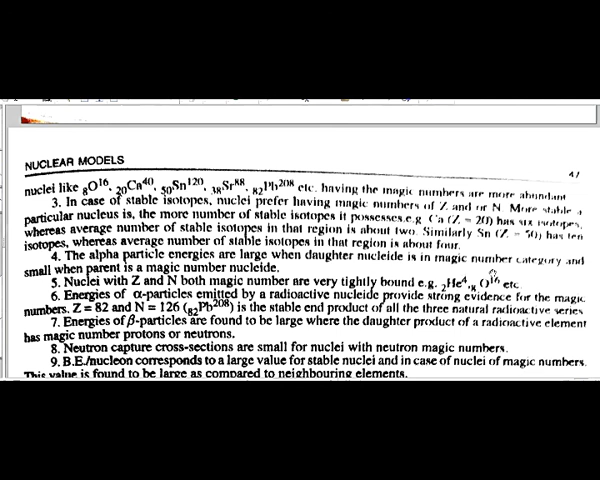 NUCLEAR MODELS 47
nuclei like ₈O¹⁶, ₂₀Ca⁴⁰, ₅₀Sn¹²⁰, ₃₈Sr⁸⁸, ₈₂Pb²⁰⁸ etc. having the magic numbers are more abundant
3. In case of stable isotopes, nuclei prefer having magic numbers of Z and or N. More stable a
particular nucleus is, the more number of stable isotopes it possesses.e.g Ca (Z = 20) has six isotopes,
whereas average number of stable isotopes in that region is about two. Similarly Sn (Z = 50) has ten
isotopes, whereas average number of stable isotopes in that region is about four.
4. The alpha particle energies are large when daughter nucleide is in magic number category and
small when parent is a magic number nucleide.
5. Nuclei with Z and N both magic number are very tightly bound e.g. ₂He⁴, ₈O¹⁶ etc.
6. Energies of α-particles emitted by a radioactive nucleide provide strong evidence for the magic
numbers. Z = 82 and N = 126 (₈₂Pb²⁰⁸) is the stable end product of all the three natural radioactive series
7. Energies of β-particles are found to be large where the daughter product of a radioactive element
has magic number protons or neutrons.
8. Neutron capture cross-sections are small for nuclei with neutron magic numbers.
9. B.E./nucleon corresponds to a large value for stable nuclei and in case of nuclei of magic numbers.
This value is found to be large as compared to neighbouring elements.